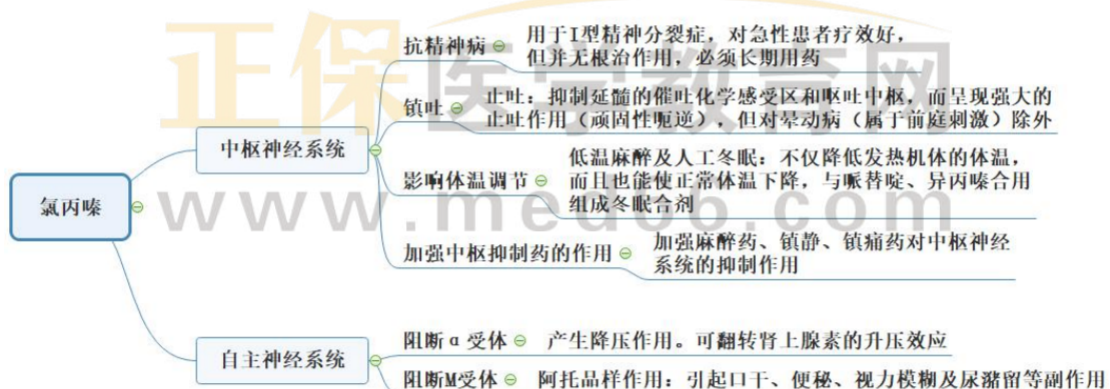 正保医学教育网
www.med66.com
氯丙嗪
中枢神经系统
抗精神病
用于I型精神分裂症，对急性患者疗效好，
但并无根治作用，必须长期用药
镇吐
止吐：抑制延髓的催吐化学感受区和呕吐中枢，而呈现强大的
止吐作用（顽固性呃逆），但对晕动病（属于前庭刺激）除外
影响体温调节
低温麻醉及人工冬眠：不仅降低发热机体的体温，
而且也能使正常体温下降，与哌替啶、异丙嗪合用
组成冬眠合剂
加强中枢抑制药的作用
加强麻醉药、镇静、镇痛药对中枢神经
系统的抑制作用
自主神经系统
阻断α受体
产生降压作用。可翻转肾上腺素的升压效应
阻断M受体
阿托品样作用：引起口干、便秘、视力模糊及尿潴留等副作用